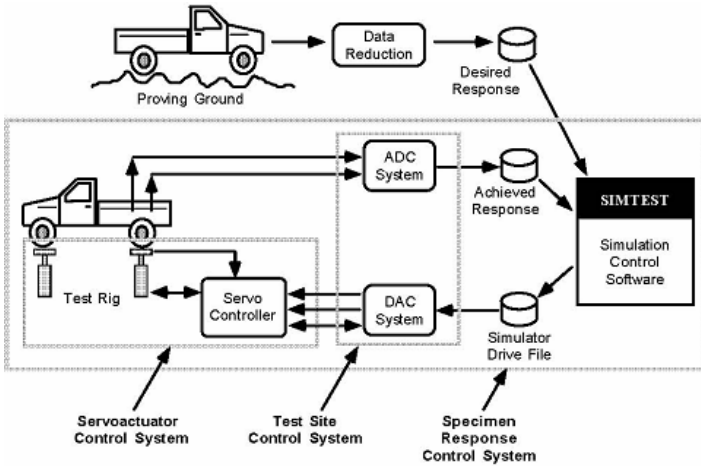 Data
Reduction
Proving Ground
Desired
Response
ADC
System
Achieved
Response
SIMTEST
Simulation
Control
Software
Test Rig
Servo
Controller
DAC
System
Simulator
Drive File
Servoactuator
Control System
Test Site
Control System
Specimen
Response
Control System